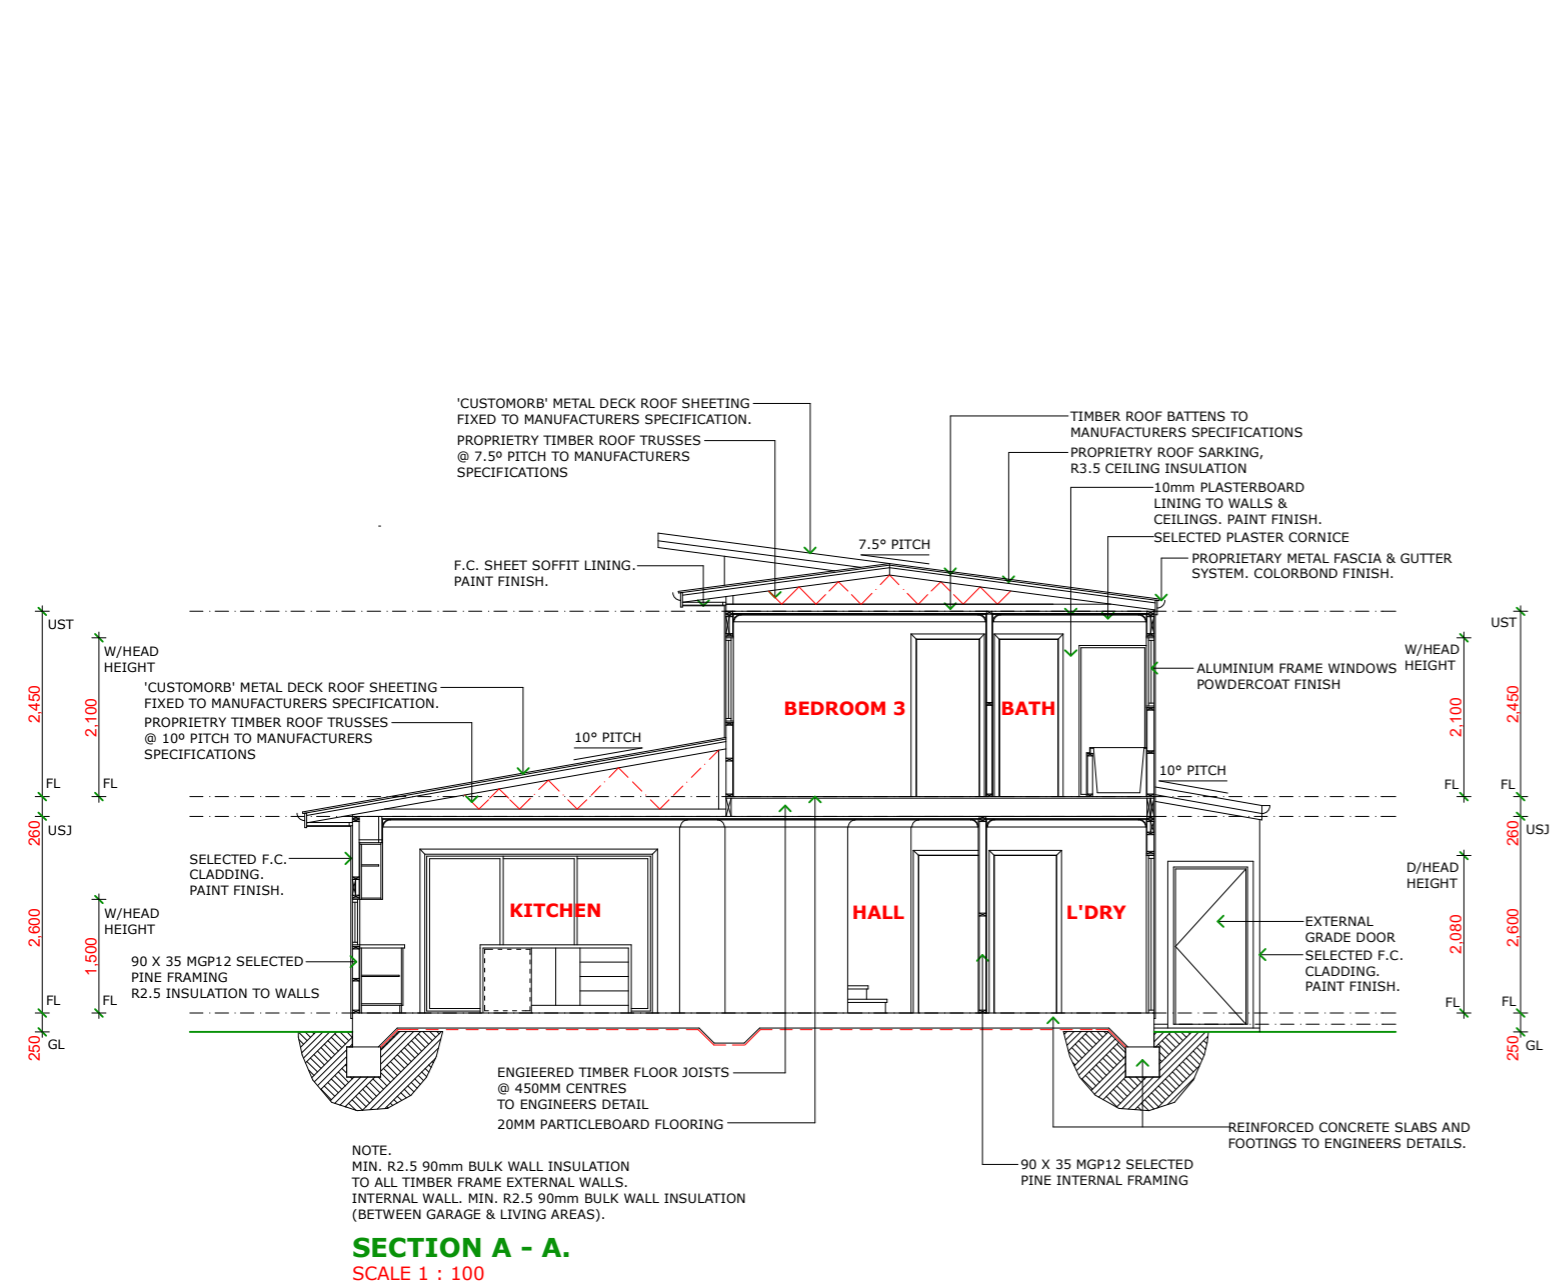 'CUSTOMORB' METAL DECK ROOF SHEETING
FIXED TO MANUFACTURERS SPECIFICATION.
PROPRIETRY TIMBER ROOF TRUSSES
@ 7.5º PITCH TO MANUFACTURERS
SPECIFICATIONS
TIMBER ROOF BATTENS TO
MANUFACTURERS SPECIFICATIONS
PROPRIETRY ROOF SARKING,
R3.5 CEILING INSULATION
10mm PLASTERBOARD
LINING TO WALLS &
CEILINGS. PAINT FINISH.
SELECTED PLASTER CORNICE
7.5° PITCH
PROPRIETARY METAL FASCIA & GUTTER
SYSTEM. COLORBOND FINISH.
F.C. SHEET SOFFIT LINING.
PAINT FINISH.
UST
W/HEAD
HEIGHT
2,450
2,100
FL
FL
'CUSTOMORB' METAL DECK ROOF SHEETING
FIXED TO MANUFACTURERS SPECIFICATION.
PROPRIETRY TIMBER ROOF TRUSSES
@ 10º PITCH TO MANUFACTURERS
SPECIFICATIONS
10° PITCH
BEDROOM 3
BATH
ALUMINIUM FRAME WINDOWS
POWDERCOAT FINISH
10° PITCH
UST
W/HEAD
HEIGHT
2,100
2,450
FL
FL
260
USJ
SELECTED F.C.
CLADDING.
PAINT FINISH.
2,600
W/HEAD
HEIGHT
1,500
90 X 35 MGP12 SELECTED
PINE FRAMING
R2.5 INSULATION TO WALLS
FL
FL
250
GL
KITCHEN
HALL
L'DRY
260
USJ
D/HEAD
HEIGHT
2,080
2,600
EXTERNAL
GRADE DOOR
SELECTED F.C.
CLADDING.
PAINT FINISH.
FL
FL
250
GL
ENGIEERED TIMBER FLOOR JOISTS
@ 450MM CENTRES
TO ENGINEERS DETAIL
20MM PARTICLEBOARD FLOORING
REINFORCED CONCRETE SLABS AND
FOOTINGS TO ENGINEERS DETAILS.
90 X 35 MGP12 SELECTED
PINE INTERNAL FRAMING
NOTE.
MIN. R2.5 90mm BULK WALL INSULATION
TO ALL TIMBER FRAME EXTERNAL WALLS.
INTERNAL WALL. MIN. R2.5 90mm BULK WALL INSULATION
(BETWEEN GARAGE & LIVING AREAS).
SECTION A - A.
SCALE 1 : 100